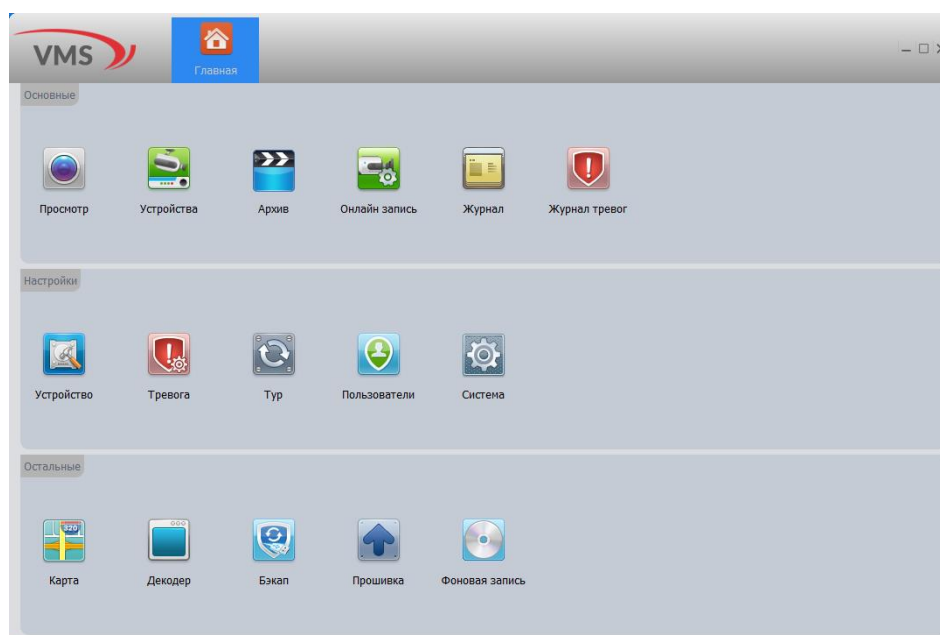 VMS
Главная
Основные
Просмотр Устройства Архив Онлайн запись Журнал Журнал тревог
Настройки
Устройство Тревога Тур Пользователи Система
Остальные
820
Карта Декодер Бэкап Прошивка Фоновая запись